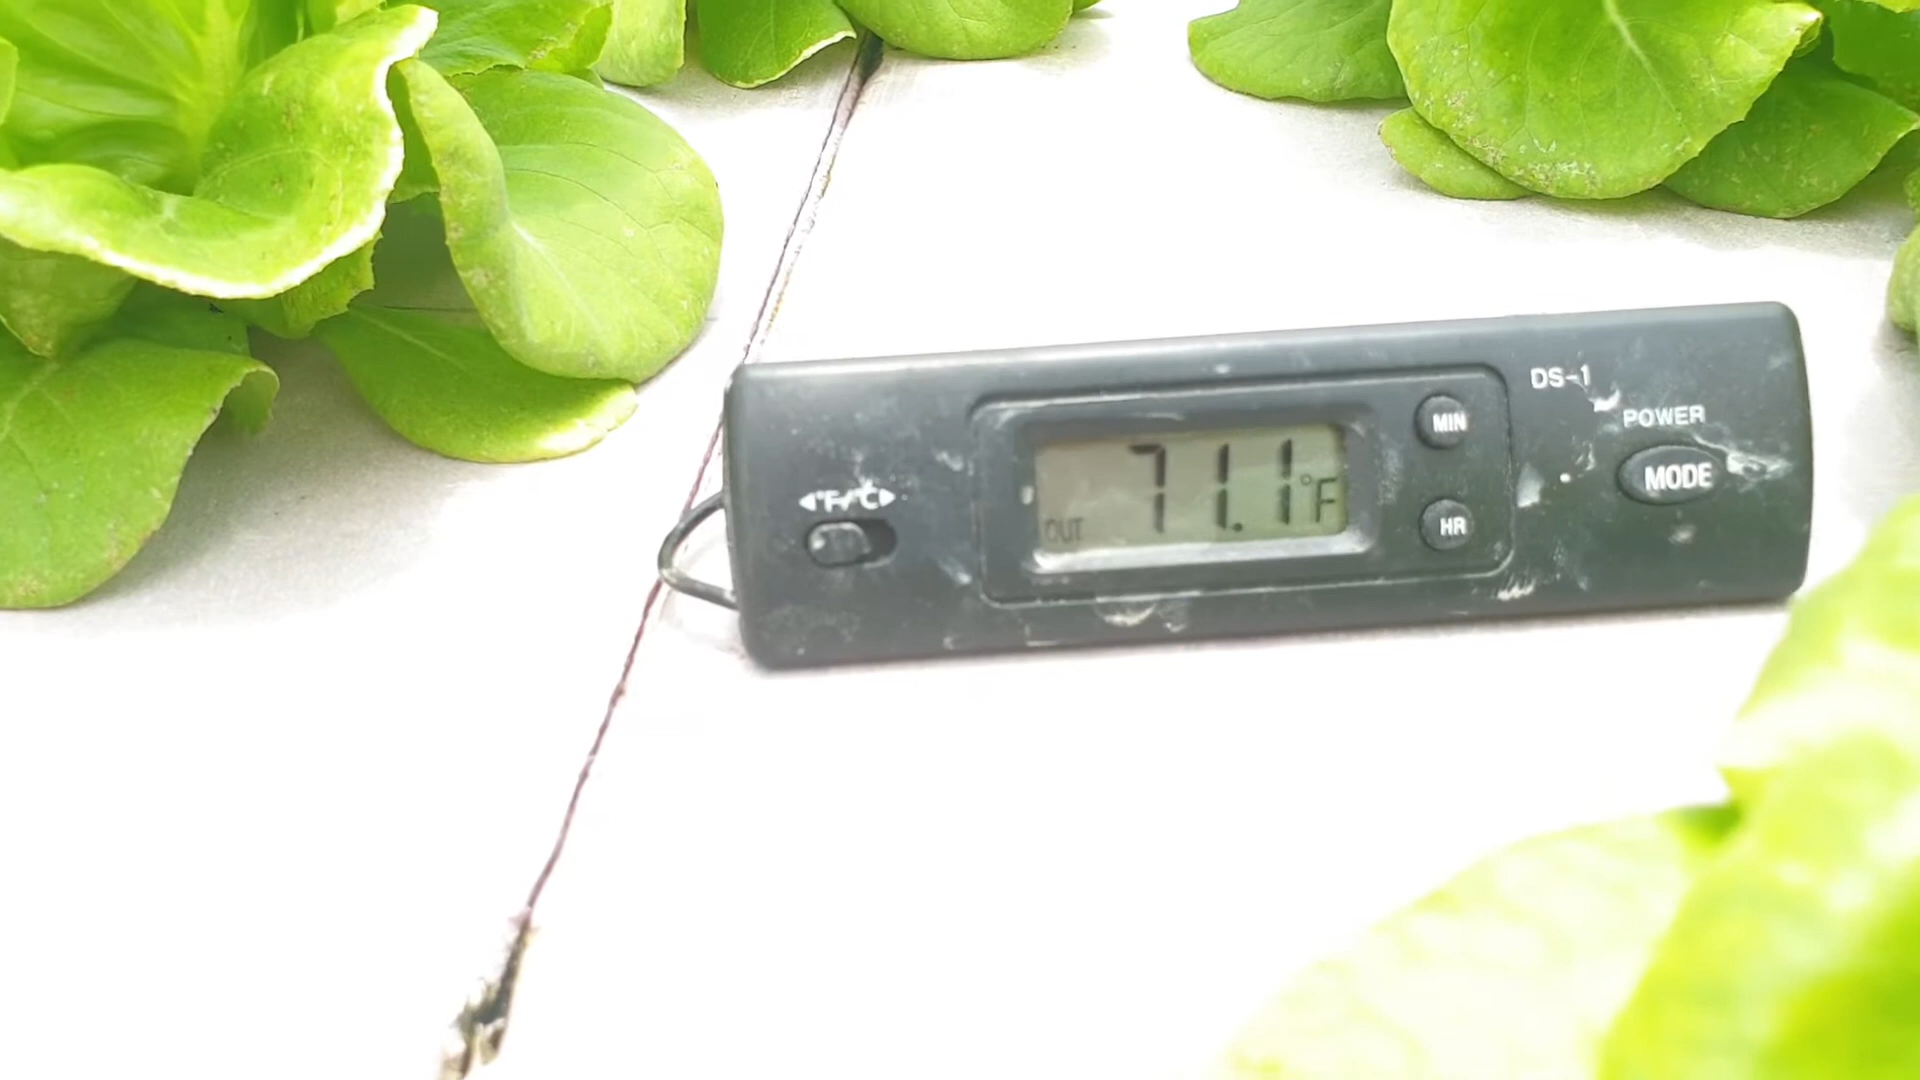 DS-1
POWER
MODE
MIN
HR
◀°F/°C▶
71.1°F
OUT